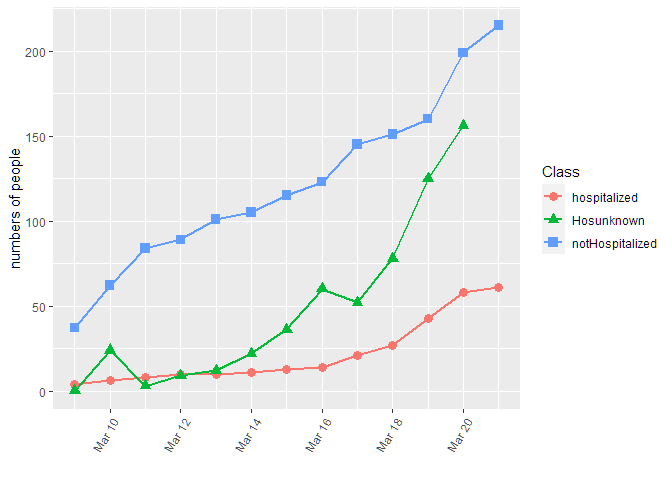 numbers of people
200
150
100
50
0
Mar 10
Mar 12
Mar 14
Mar 16
Mar 18
Mar 20
Class
hospitalized
Hosunknown
notHospitalized